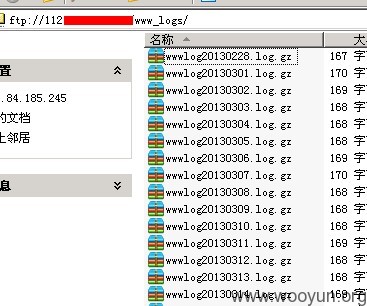 ftp://112 /www_logs/
名称 大
wwwlog20130228.log.gz 167 字
置 wwwlog20130301.log.gz 170 字
wwwlog20130302.log.gz 169 字
.84.185.245 wwwlog20130303.log.gz 168 字
的文档 wwwlog20130304.log.gz 168 字
上邻居 wwwlog20130305.log.gz 168 字
wwwlog20130306.log.gz 169 字
息 wwwlog20130307.log.gz 170 字
wwwlog20130308.log.gz 168 字
wwwlog20130309.log.gz 168 字
wwwlog20130310.log.gz 168 字
wwwlog20130311.log.gz 169 字
wwwlog20130312.log.gz 168 字
wwwlog20130313.log.gz 168 字
wwwlog20130314.log.gz 169 字
www.wooyun.org